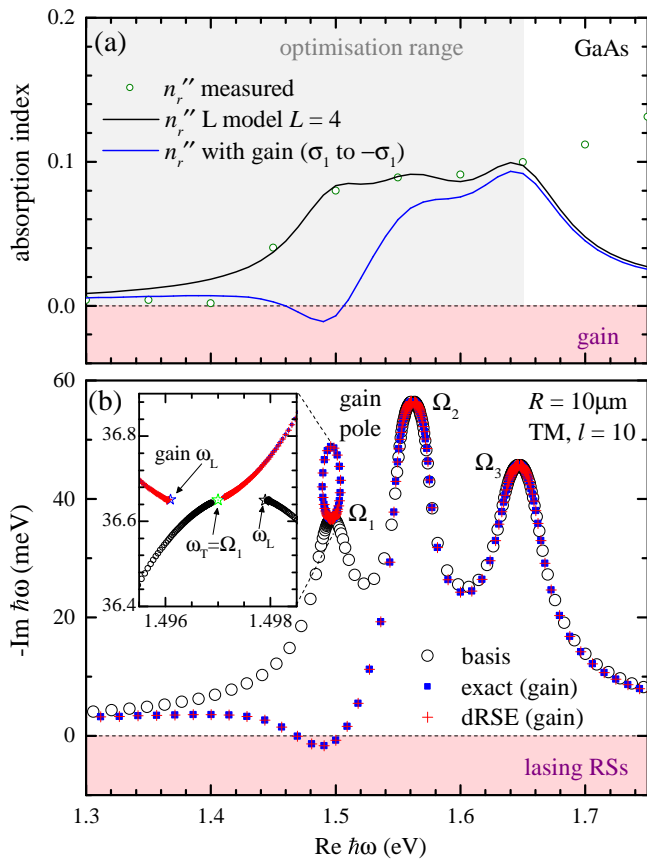 0.2
0.1
0.0
absorption index
(a)
optimisation range
GaAs
n_r″ measured
n_r″ L model L = 4
n_r″ with gain (σ₁ to −σ₁)
gain
60
40
20
0
-Im ħω (meV)
(b)
36.8
36.6
36.4
gain ω_L
ω_T=Ω₁
ω_L
1.496
1.498
gain
pole
Ω₁
Ω₂
Ω₃
R = 10μm
TM, l = 10
basis
exact (gain)
dRSE (gain)
lasing RSs
1.3
1.4
1.5
1.6
1.7
Re ħω (eV)